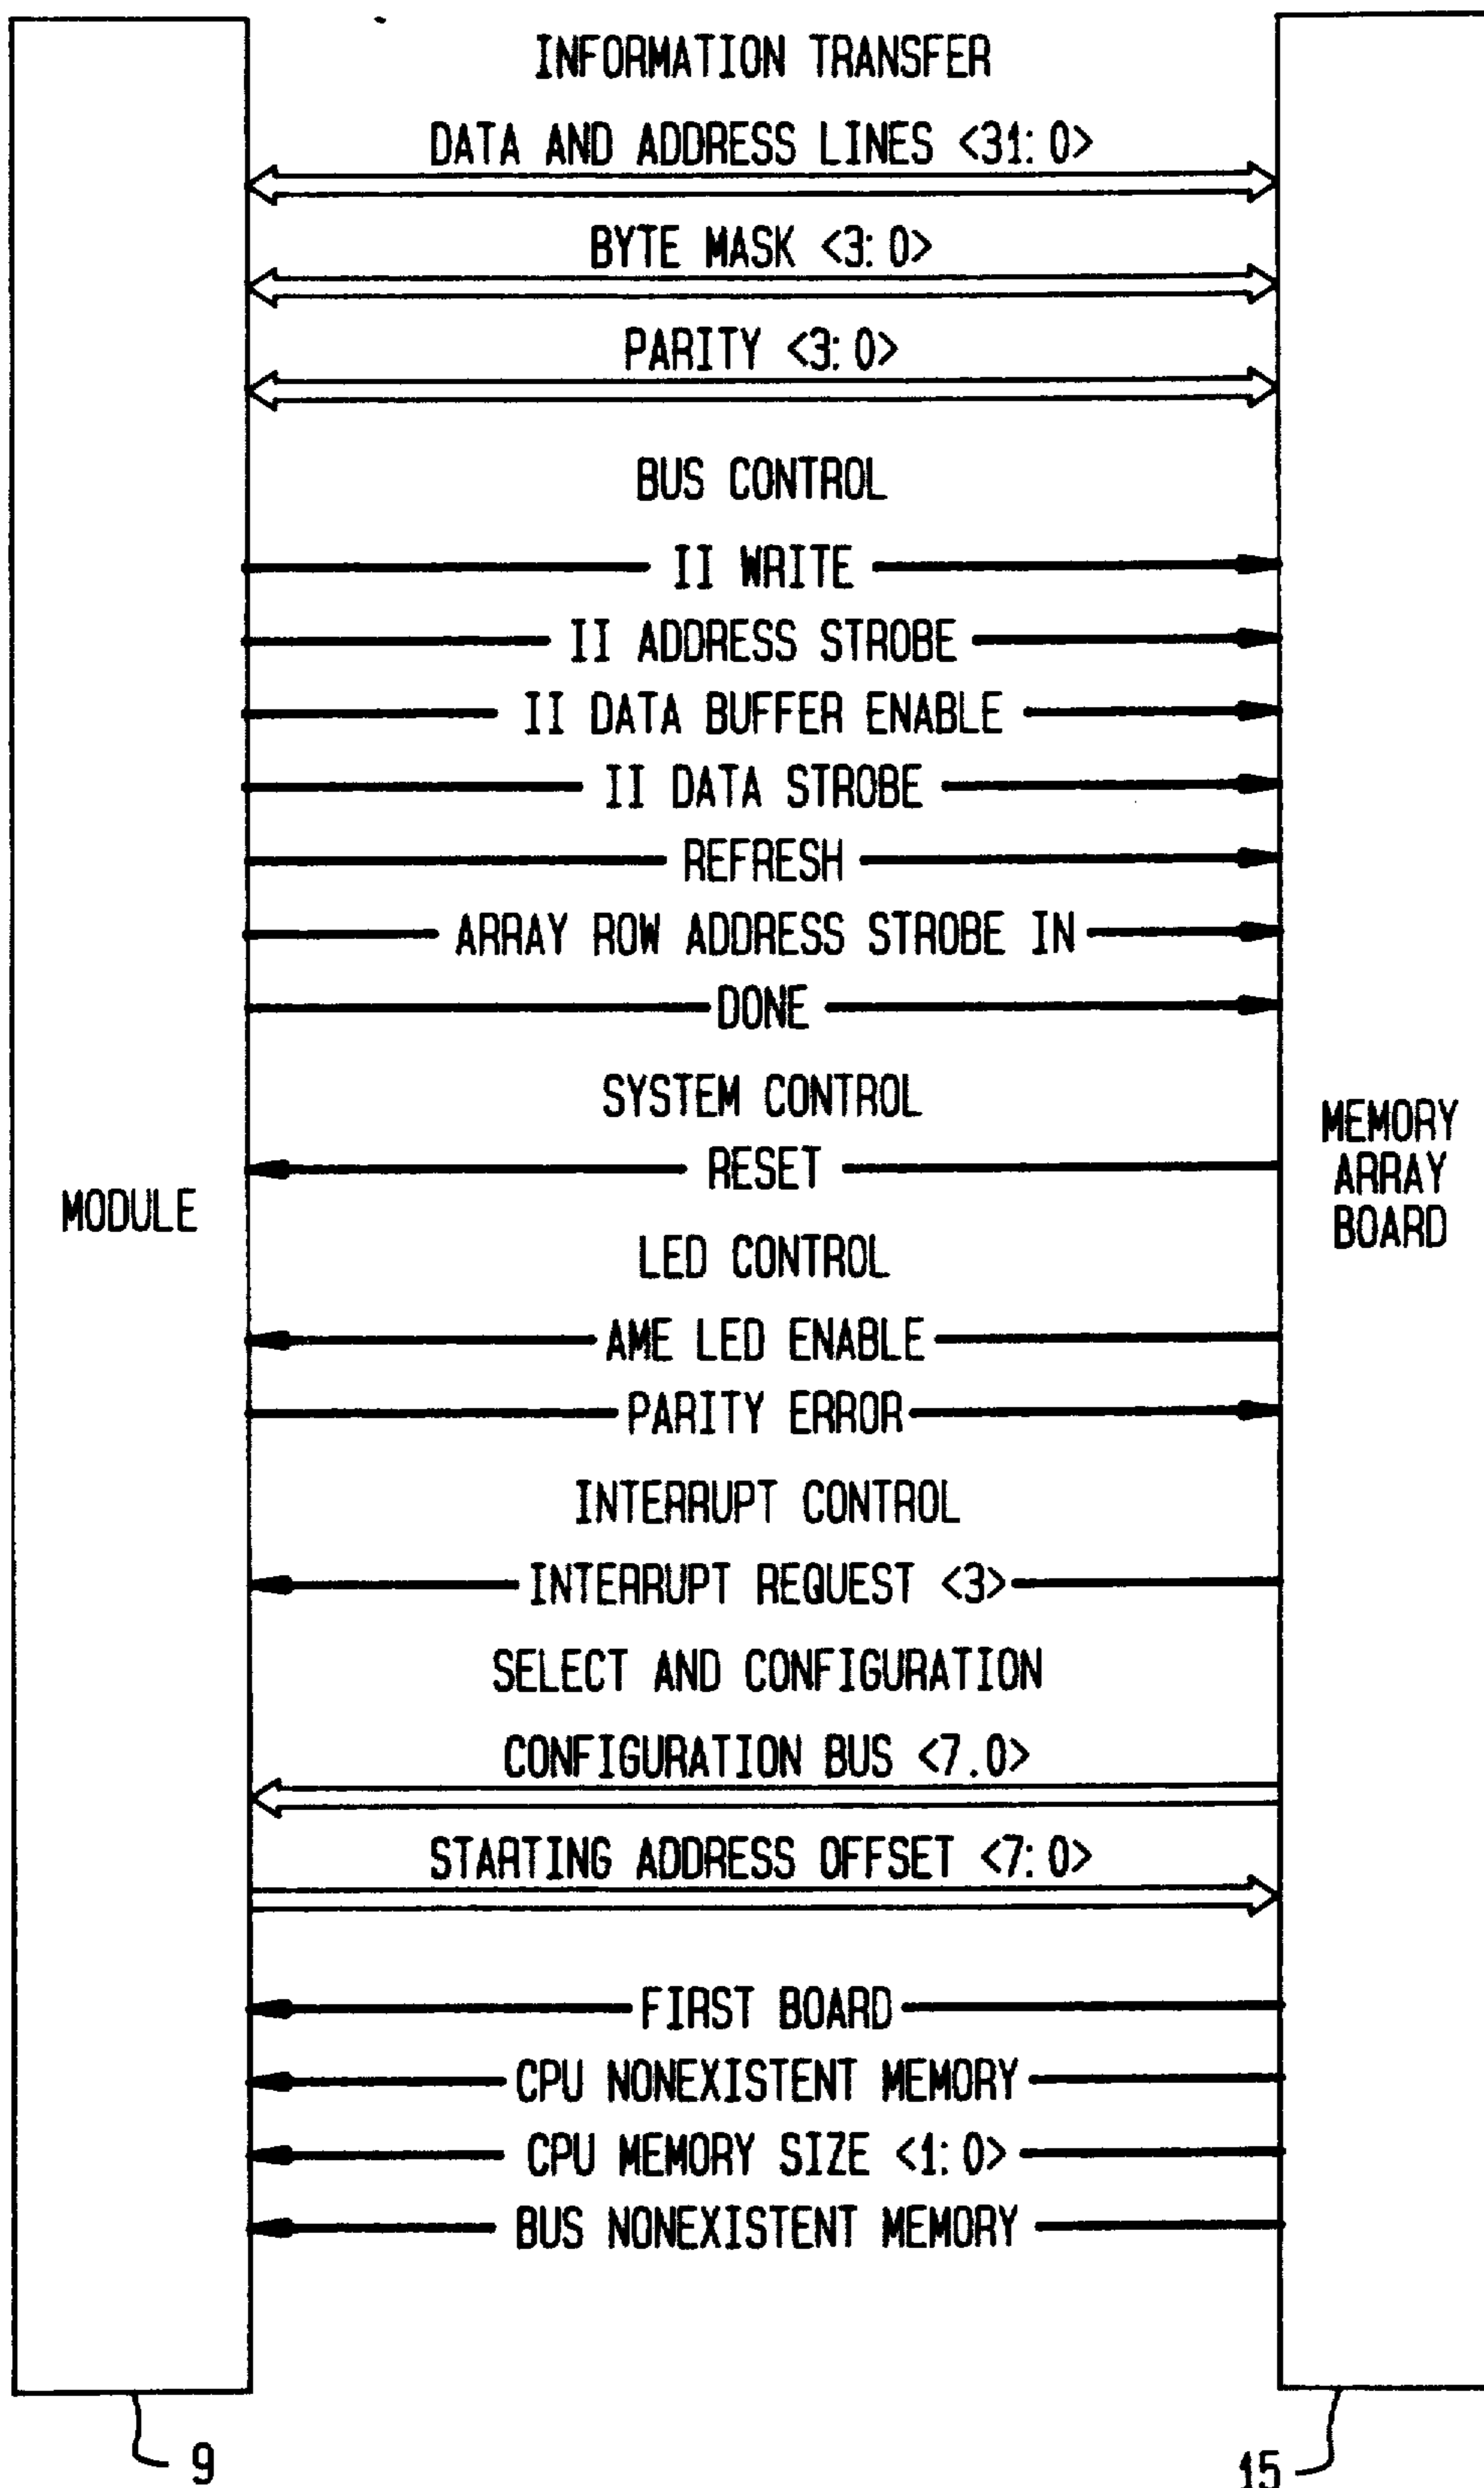 INFORMATION TRANSFER
DATA AND ADDRESS LINES <31:0>
BYTE MASK <3:0>
PARITY <3:0>
BUS CONTROL
II WRITE
II ADDRESS STROBE
II DATA BUFFER ENABLE
II DATA STROBE
REFRESH
ARRAY ROW ADDRESS STROBE IN
DONE
SYSTEM CONTROL
RESET
MODULE
MEMORY
ARRAY
BOARD
LED CONTROL
AME LED ENABLE
PARITY ERROR
INTERRUPT CONTROL
INTERRUPT REQUEST <3>
SELECT AND CONFIGURATION
CONFIGURATION BUS <7.0>
STARTING ADDRESS OFFSET <7:0>
FIRST BOARD
CPU NONEXISTENT MEMORY
CPU MEMORY SIZE <1:0>
BUS NONEXISTENT MEMORY
9
15